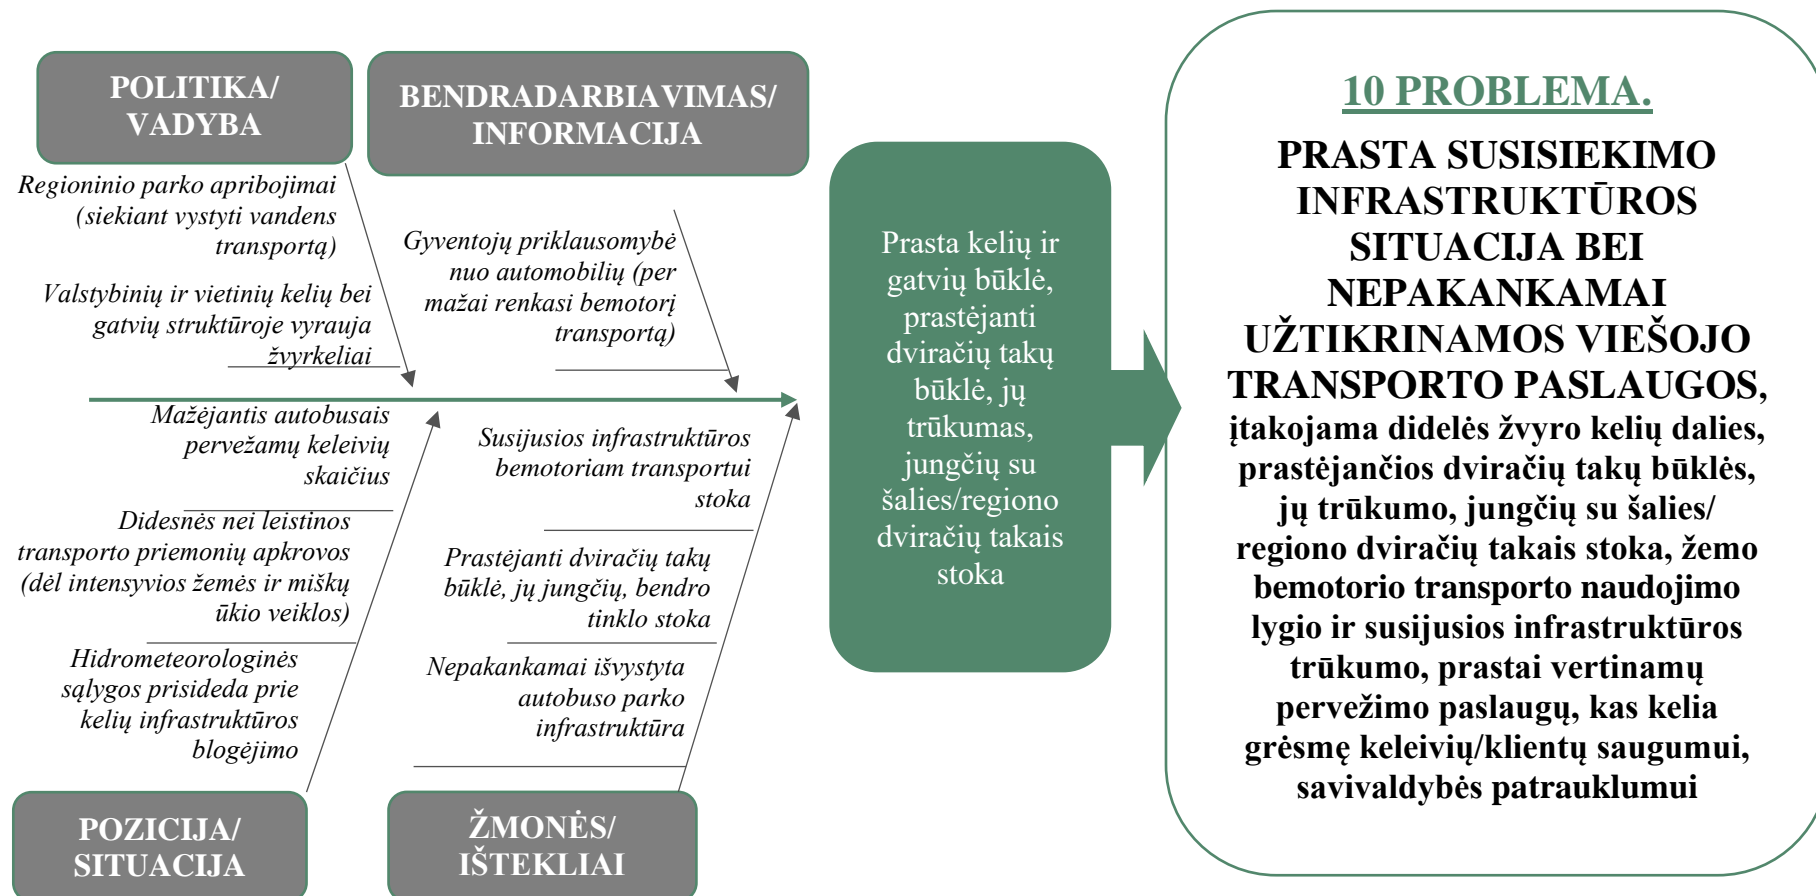 POLITIKA/
VADYBA
BENDRADARBIAVIMAS/
INFORMACIJA
Regioninio parko apribojimai
(siekiant vystyti vandens
transportą)
Valstybinių ir vietinių kelių bei
gatvių struktūroje vyrauja
žvyrkeliai
Gyventojų priklausomybė
nuo automobilių (per
mažai renkasi bemotorį
transportą)
Mažėjantis autobusais
pervežamų keleivių
skaičius
Didesnės nei leistinos
transporto priemonių apkrovos
(dėl intensyvios žemės ir miškų
ūkio veiklos)
Hidrometeorologinės
sąlygos prisideda prie
kelių infrastruktūros
blogėjimo
Susijusios infrastruktūros
bemotoriam transportui
stoka
Prastėjanti dviračių takų
būklė, jų jungčių, bendro
tinklo stoka
Nepakankamai išvystyta
autobuso parko
infrastruktūra
POZICIJA/
SITUACIJA
ŽMONĖS/
IŠTEKLIAI
Prasta kelių ir
gatvių būklė,
prastėjanti
dviračių takų
būklė, jų
trūkumas,
jungčių su
šalies/regiono
dviračių takais
stoka
10 PROBLEMA.
PRASTA SUSISIEKIMO
INFRASTRUKTŪROS
SITUACIJA BEI
NEPAKANKAMAI
UŽTIKRINAMOS VIEŠOJO
TRANSPORTO PASLAUGOS,
įtakojama didelės žvyro kelių dalies,
prastėjančios dviračių takų būklės,
jų trūkumo, jungčių su šalies/
regiono dviračių takais stoka, žemo
bemotorio transporto naudojimo
lygio ir susijusios infrastruktūros
trūkumo, prastai vertinamų
pervežimo paslaugų, kas kelia
grėsmę keleivių/klientų saugumui,
savivaldybės patrauklumui